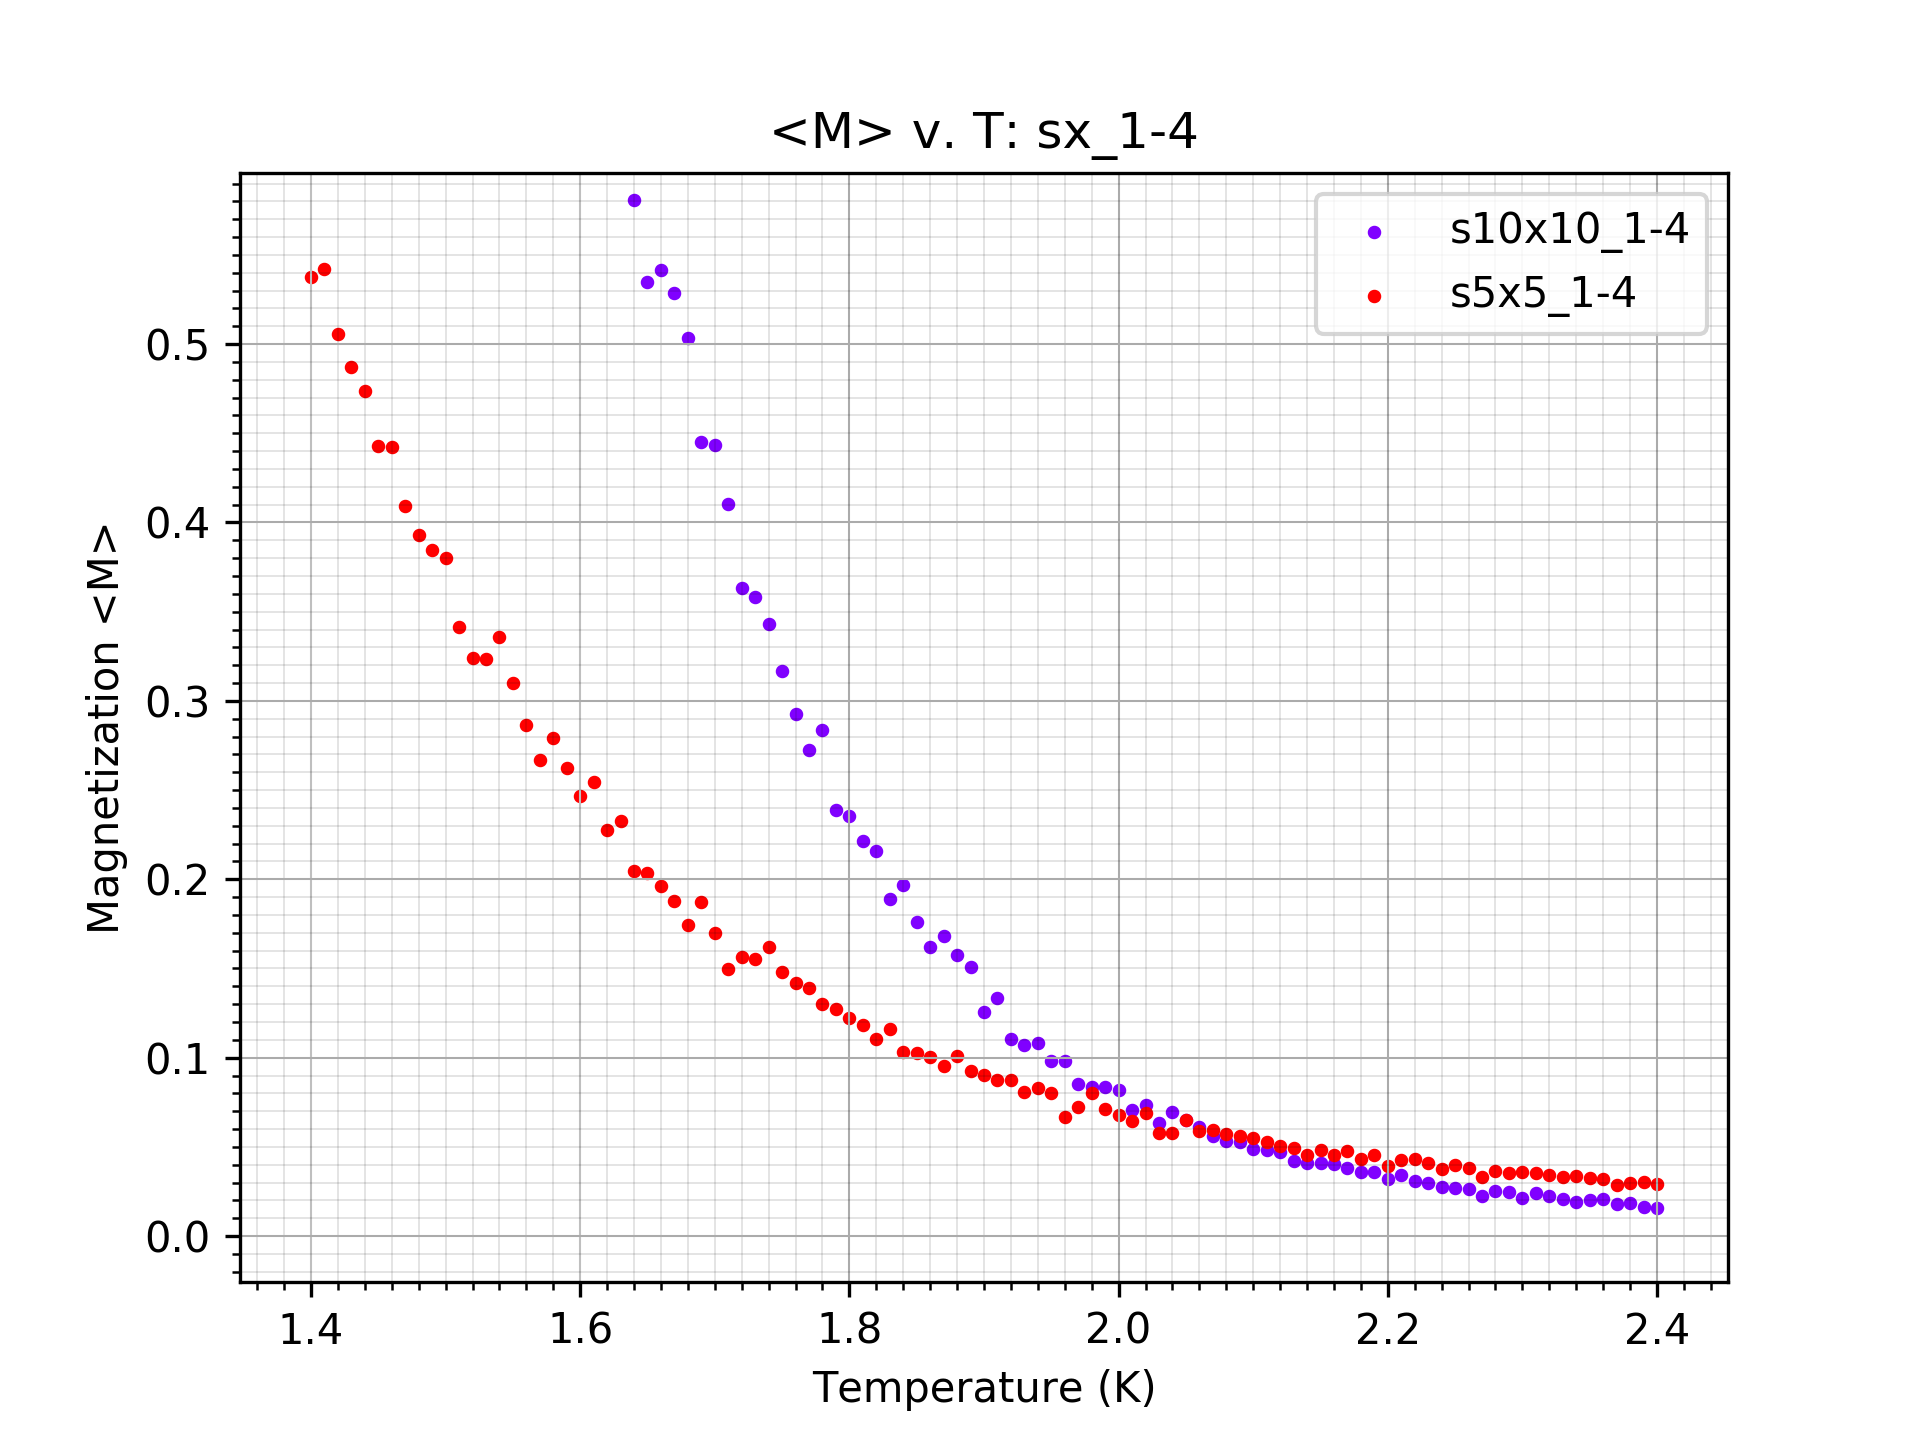 <M> v. T: sx_1-4
s10x10_1-4
s5x5_1-4
Magnetization <M>
0.5
0.4
0.3
0.2
0.1
0.0
1.4 1.6 1.8 2.0 2.2 2.4
Temperature (K)